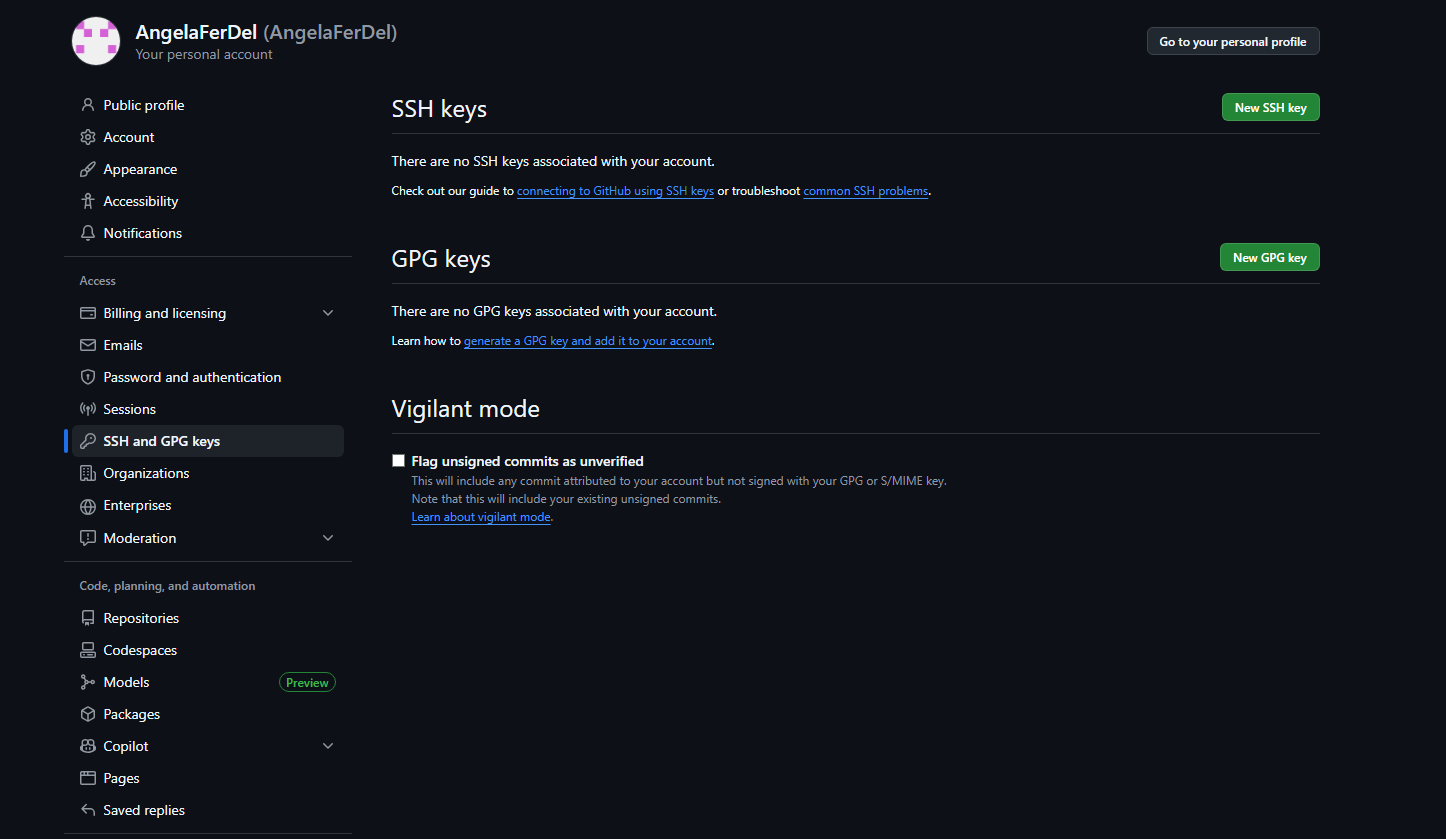 AngelaFerDel (AngelaFerDel)
Your personal account
Go to your personal profile
Public profile
Account
Appearance
Accessibility
Notifications
Access
Billing and licensing
Emails
Password and authentication
Sessions
SSH and GPG keys
Organizations
Enterprises
Moderation
Code, planning, and automation
Repositories
Codespaces
Models
Preview
Packages
Copilot
Pages
Saved replies
SSH keys
New SSH key
There are no SSH keys associated with your account.
Check out our guide to connecting to GitHub using SSH keys or troubleshoot common SSH problems.
GPG keys
New GPG key
There are no GPG keys associated with your account.
Learn how to generate a GPG key and add it to your account.
Vigilant mode
Flag unsigned commits as unverified
This will include any commit attributed to your account but not signed with your GPG or S/MIME key.
Note that this will include your existing unsigned commits.
Learn about vigilant mode.